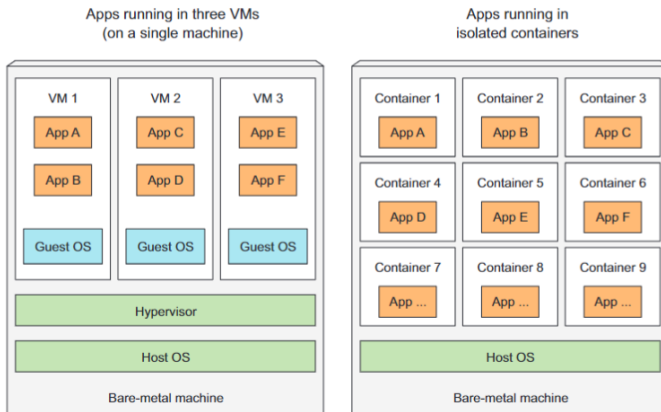 Apps running in three VMs
(on a single machine)
VM 1
VM 2
VM 3
App A
App C
App E
App B
App D
App F
Guest OS
Guest OS
Guest OS
Hypervisor
Host OS
Bare-metal machine
Apps running in
isolated containers
Container 1
Container 2
Container 3
App A
App B
App C
Container 4
Container 5
Container 6
App D
App E
App F
Container 7
Container 8
Container 9
App ...
App ...
App ...
Host OS
Bare-metal machine